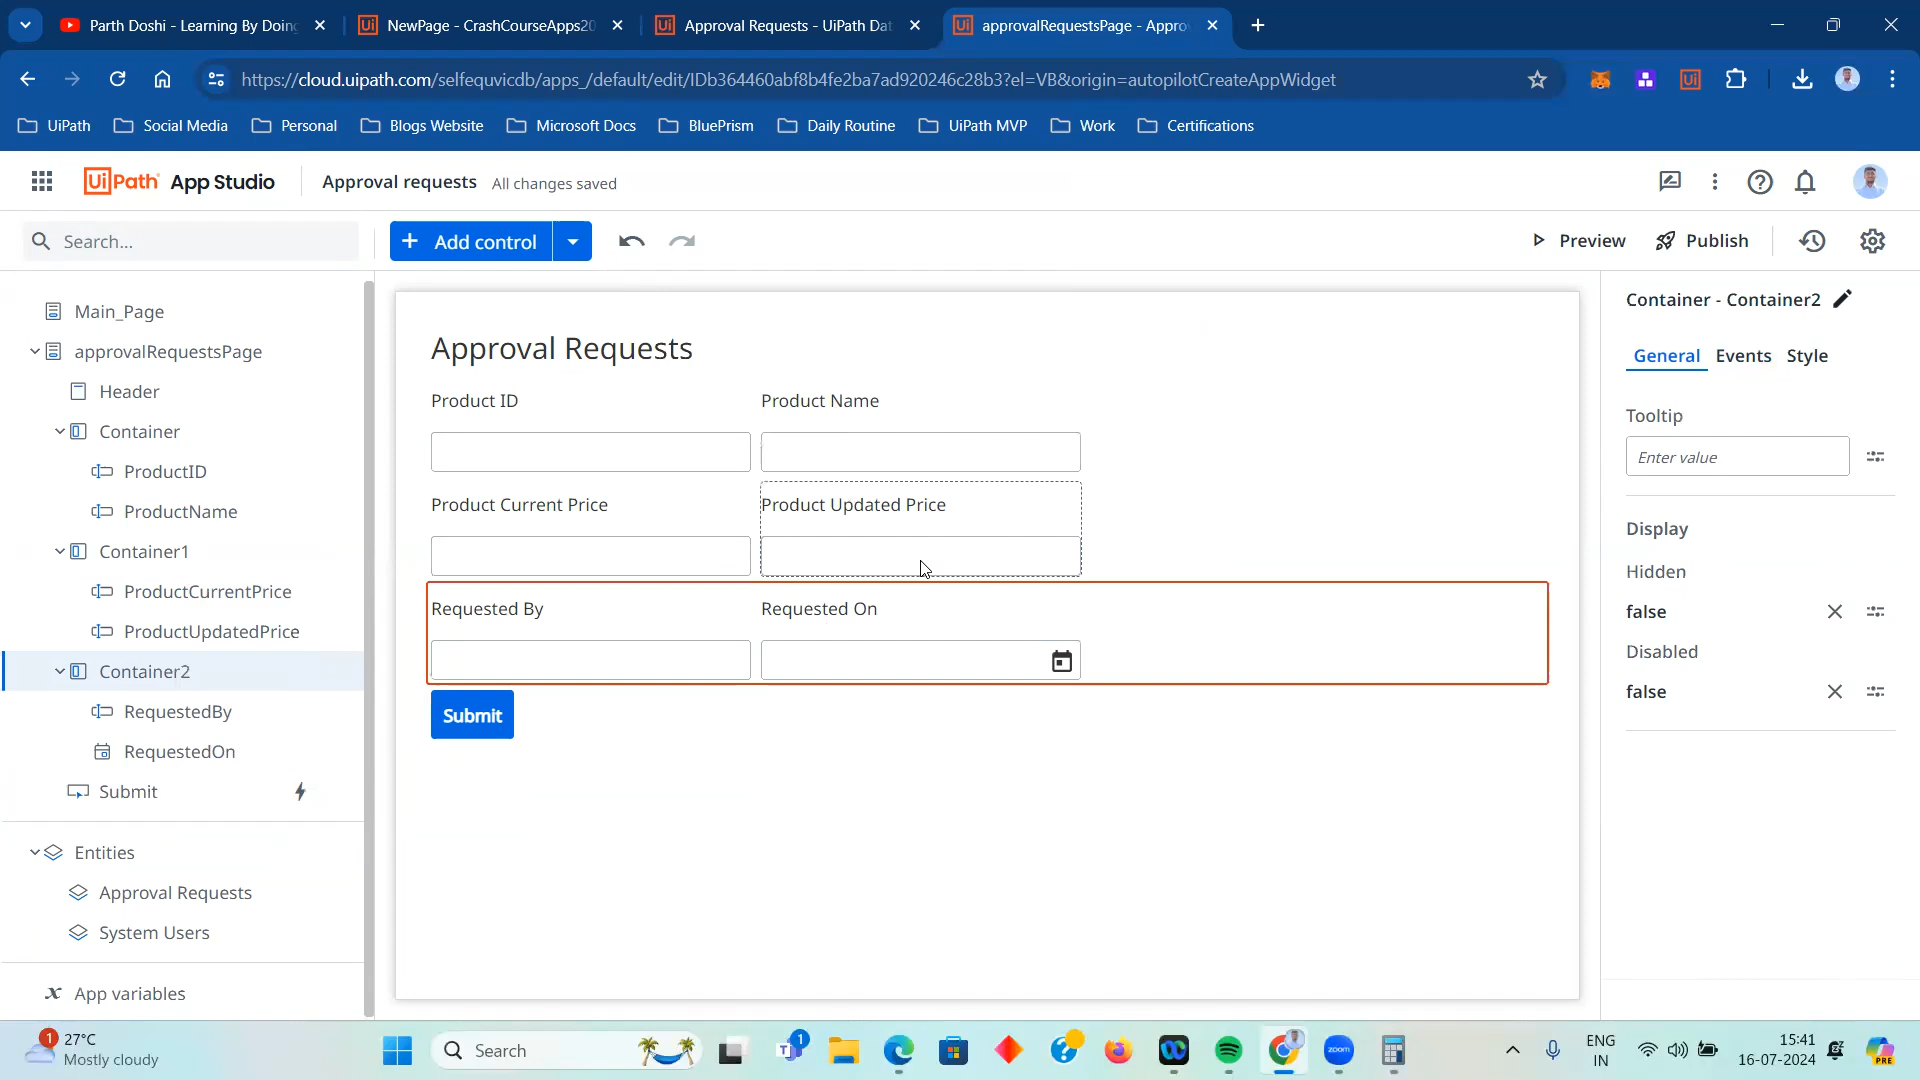 Parth Doshi - Learning By Doing
NewPage - CrashCourseApps20
Approval Requests - UiPath Dat
approvalRequestsPage - Appro
https://cloud.uipath.com/selfequvicdb/apps_/default/edit/IDb364460abf8b4fe2ba7ad920246c28b3?el=VB&origin=autopilotCreateAppWidget
UiPath
Social Media
Personal
Blogs Website
Microsoft Docs
BluePrism
Daily Routine
UiPath MVP
Work
Certifications
UiPath App Studio
Approval requests
All changes saved
Search...
Add control
Preview
Publish
Main_Page
approvalRequestsPage
Header
Container
ProductID
ProductName
Container1
ProductCurrentPrice
ProductUpdatedPrice
Container2
RequestedBy
RequestedOn
Submit
Entities
Approval Requests
System Users
App variables
Approval Requests
Product ID
Product Name
Product Current Price
Product Updated Price
Requested By
Requested On
Submit
Container - Container2
General
Events
Style
Tooltip
Enter value
Display
Hidden
false
Disabled
false
1
27°C
Mostly cloudy
Search
1
zoom
ENG
IN
15:41
16-07-2024
PRE